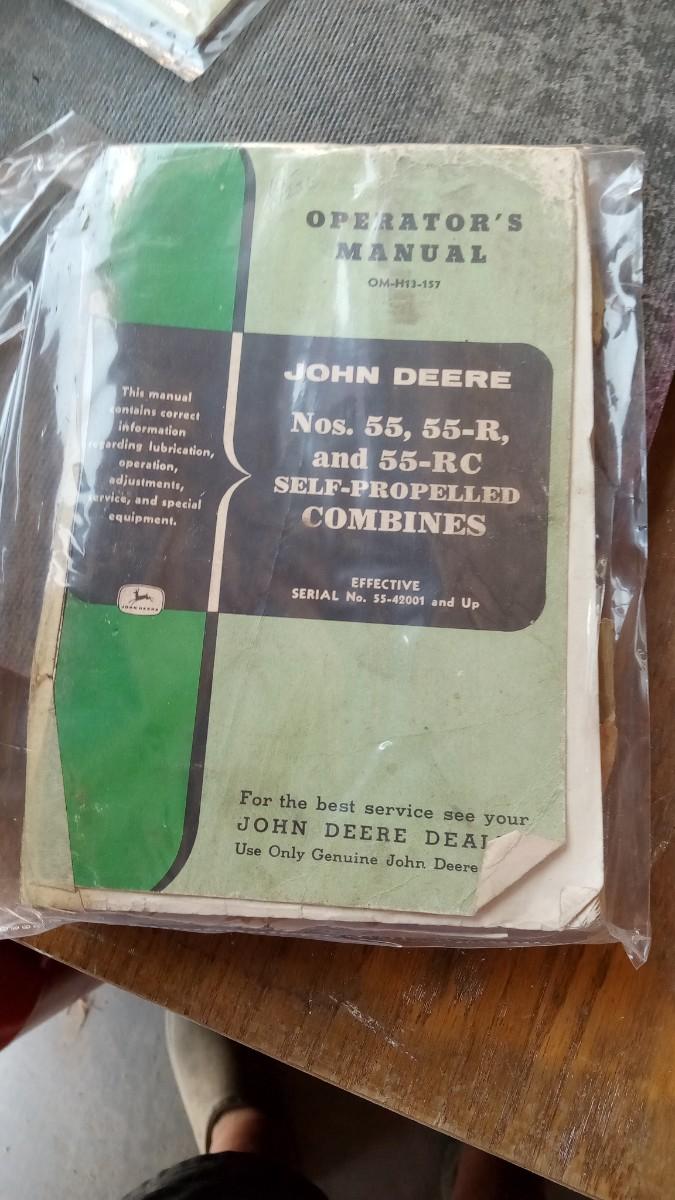 OPERATOR'S
MANUAL
OM-H13-157
This manual
contains correct
information
regarding lubrication,
operation,
adjustments,
service, and special
equipment.
JOHN DEERE
JOHN DEERE
Nos. 55, 55-R,
and 55-RC
SELF-PROPELLED
COMBINES
EFFECTIVE
SERIAL No. 55-42001 and Up
For the best service see your
JOHN DEERE
Use Only Genuine John Deere